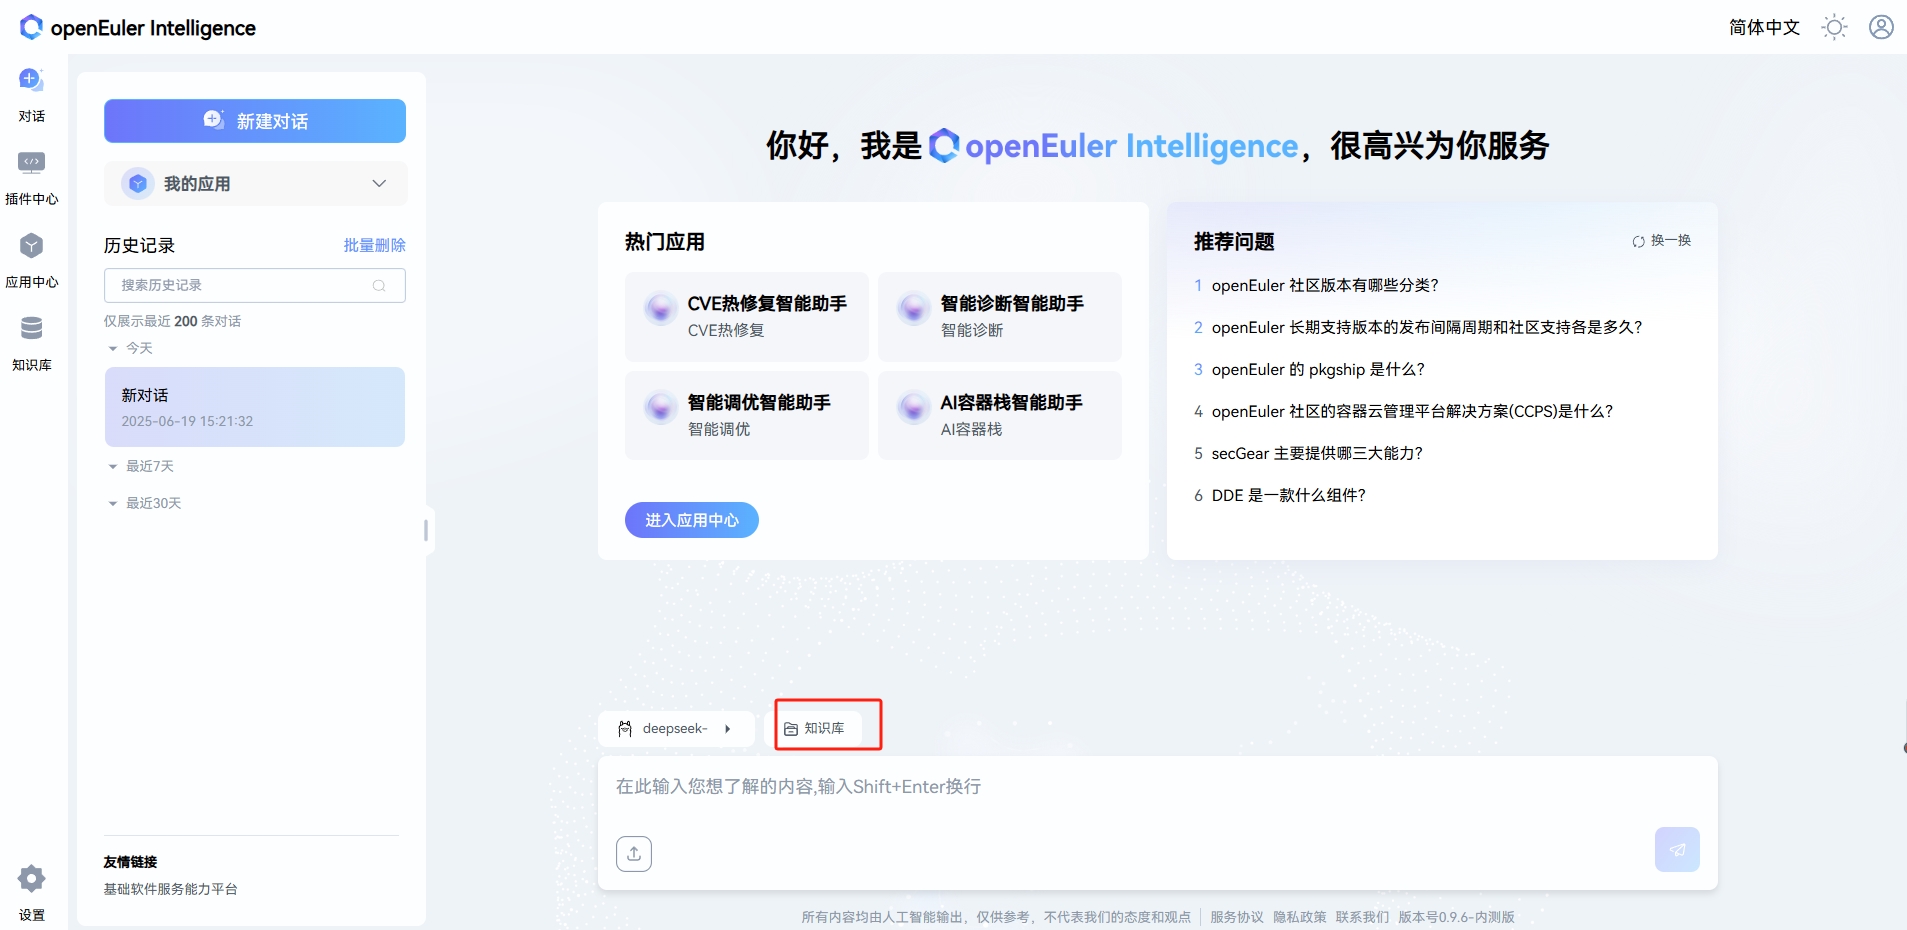 openEuler Intelligence
简体中文
对话
插件中心
应用中心
知识库
设置
新建对话
我的应用
历史记录
批量删除
搜索历史记录
仅展示最近 200 条对话
今天
新对话
2025-06-19 15:21:32
最近7天
最近30天
友情链接
基础软件服务能力平台
你好，我是 openEuler Intelligence，很高兴为你服务
热门应用
CVE热修复智能助手
CVE热修复
智能诊断智能助手
智能诊断
智能调优智能助手
智能调优
AI容器栈智能助手
AI容器栈
进入应用中心
推荐问题
换一换
1 openEuler 社区版本有哪些分类？
2 openEuler 长期支持版本的发布间隔周期和社区支持各是多久？
3 openEuler 的 pkgship 是什么？
4 openEuler 社区的容器云管理平台解决方案(CCPS)是什么？
5 secGear 主要提供哪三大能力？
6 DDE 是一款什么组件？
deepseek-
知识库
在此输入您想了解的内容,输入Shift+Enter换行
所有内容均由人工智能输出，仅供参考，不代表我们的态度和观点 服务协议 隐私政策 联系我们 版本号0.9.6-内测版